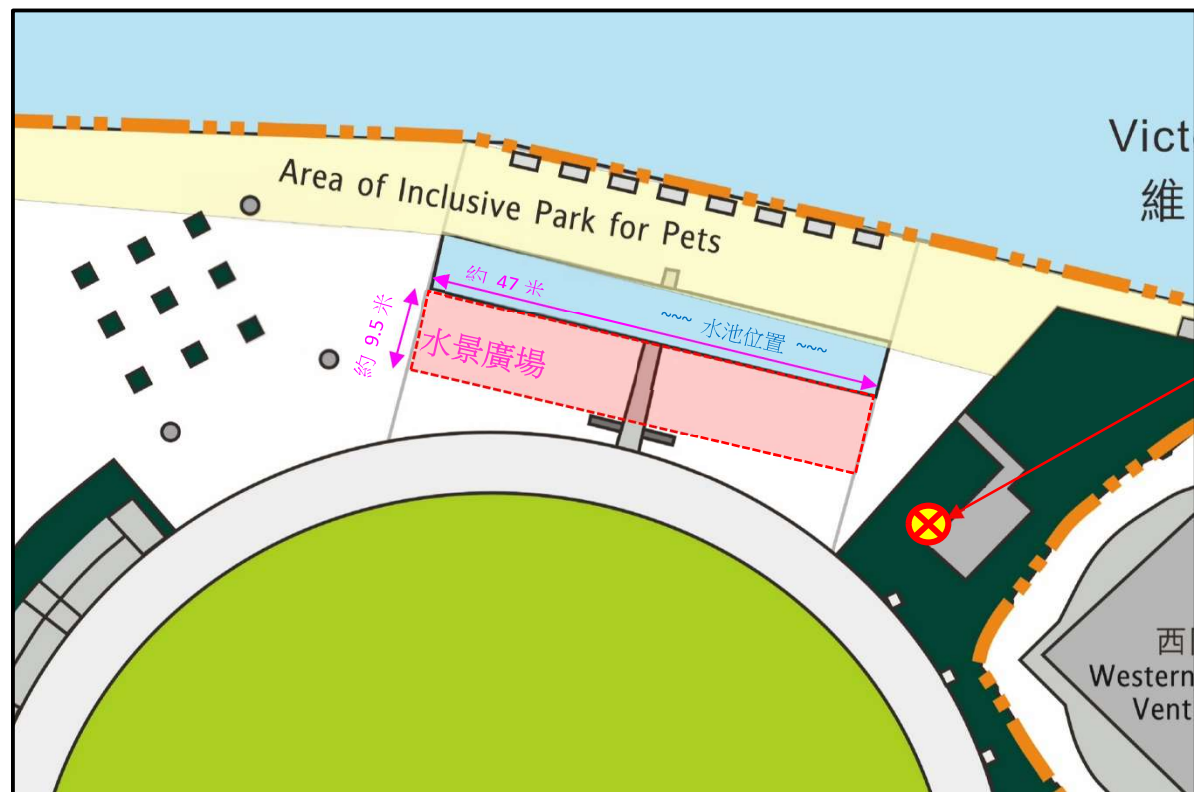 Vict
維
Area of Inclusive Park for Pets
約 47 米
約 9.5 米
~~~ 水池位置 ~~~
水景廣場
西
Western
Vent